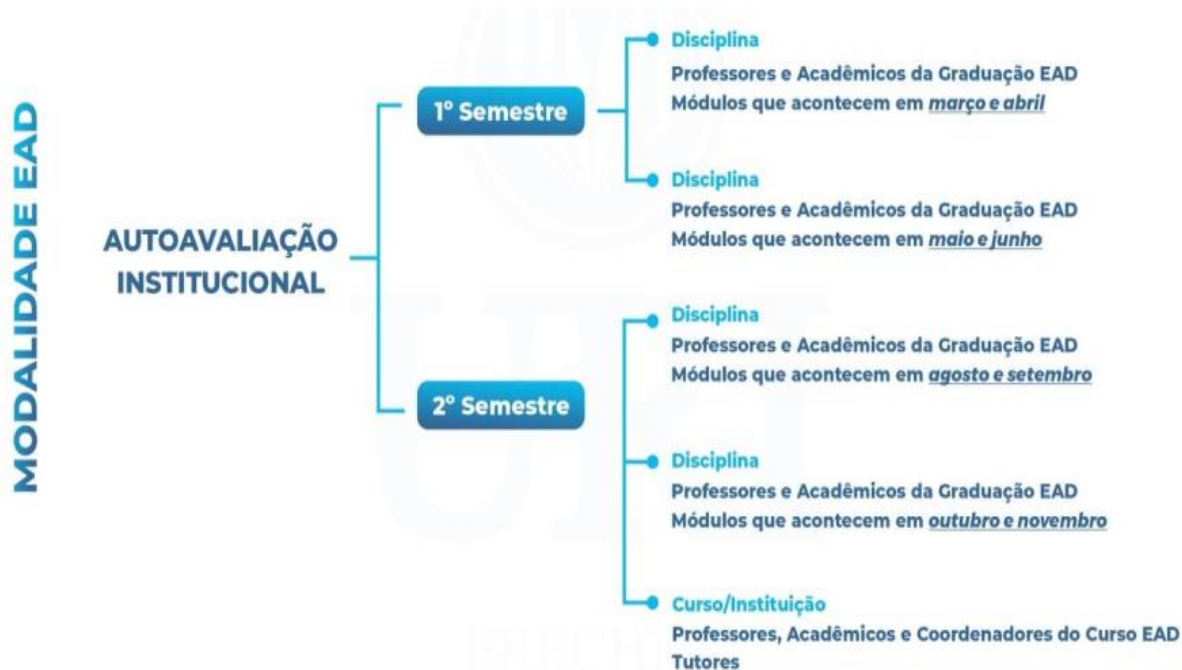 MODALIDADE EAD
AUTOAVALIAÇÃO
INSTITUCIONAL
1º Semestre
Disciplina
Professores e Acadêmicos da Graduação EAD
Módulos que acontecem em março e abril
Disciplina
Professores e Acadêmicos da Graduação EAD
Módulos que acontecem em maio e junho
2º Semestre
Disciplina
Professores e Acadêmicos da Graduação EAD
Módulos que acontecem em agosto e setembro
Disciplina
Professores e Acadêmicos da Graduação EAD
Módulos que acontecem em outubro e novembro
Curso/Instituição
Professores, Acadêmicos e Coordenadores do Curso EAD
Tutores
URI